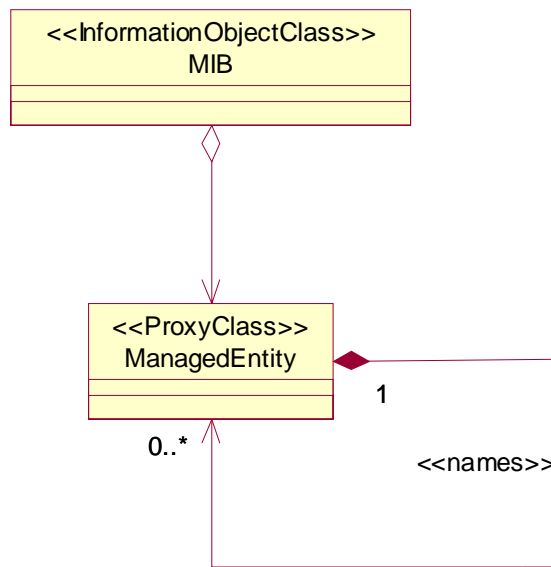 <<InformationObjectClass>>
MIB
<<ProxyClass>>
ManagedEntity
1
0..*
<<names>>